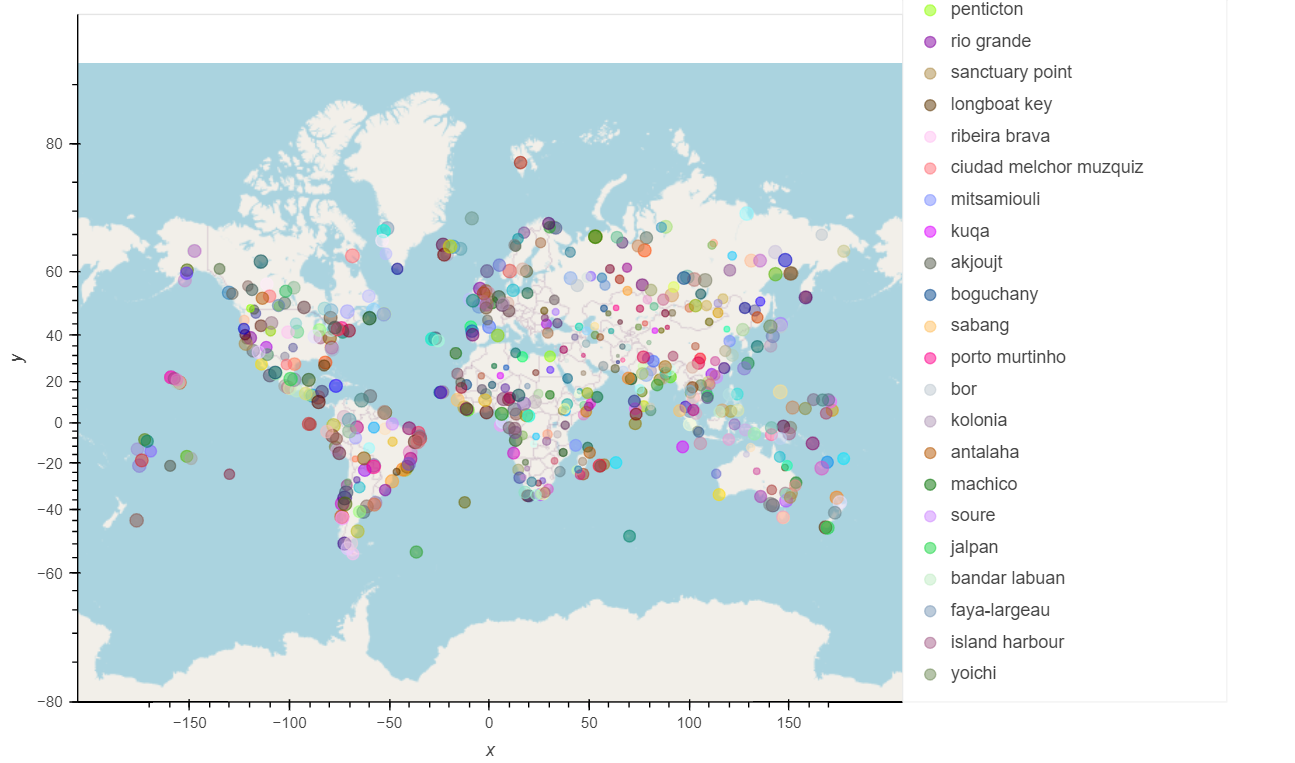 penticton
rio grande
sanctuary point
longboat key
ribeira brava
ciudad melchor muzquiz
mitsamiouli
kuqa
akjoujt
boguchany
sabang
porto murtinho
bor
kolonia
antalaha
machico
soure
jalpan
bandar labuan
faya-largeau
island harbour
yoichi
80
60
40
20
0
−20
−40
−60
−80
y
−150 −100 −50 0 50 100 150
x